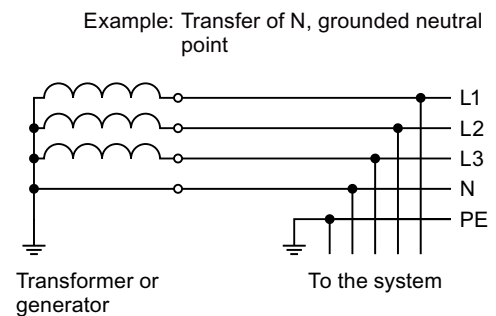 Example: Transfer of N, grounded neutral
point
L1
L2
L3
N
PE
Transformer or
generator
To the system